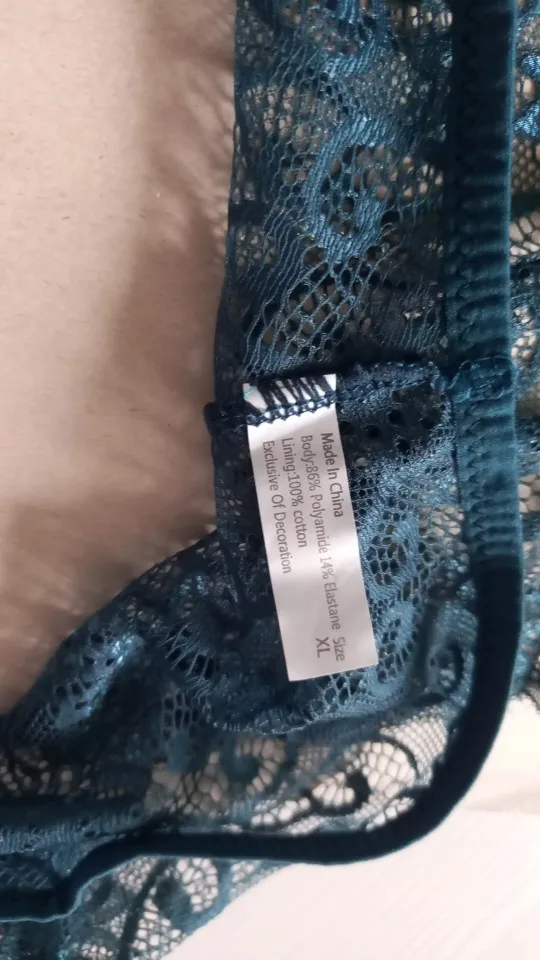 Made In China
Body:86% Polyamide 14% Elastane Size
Lining:100% cotton XL
Exclusive Of Decoration